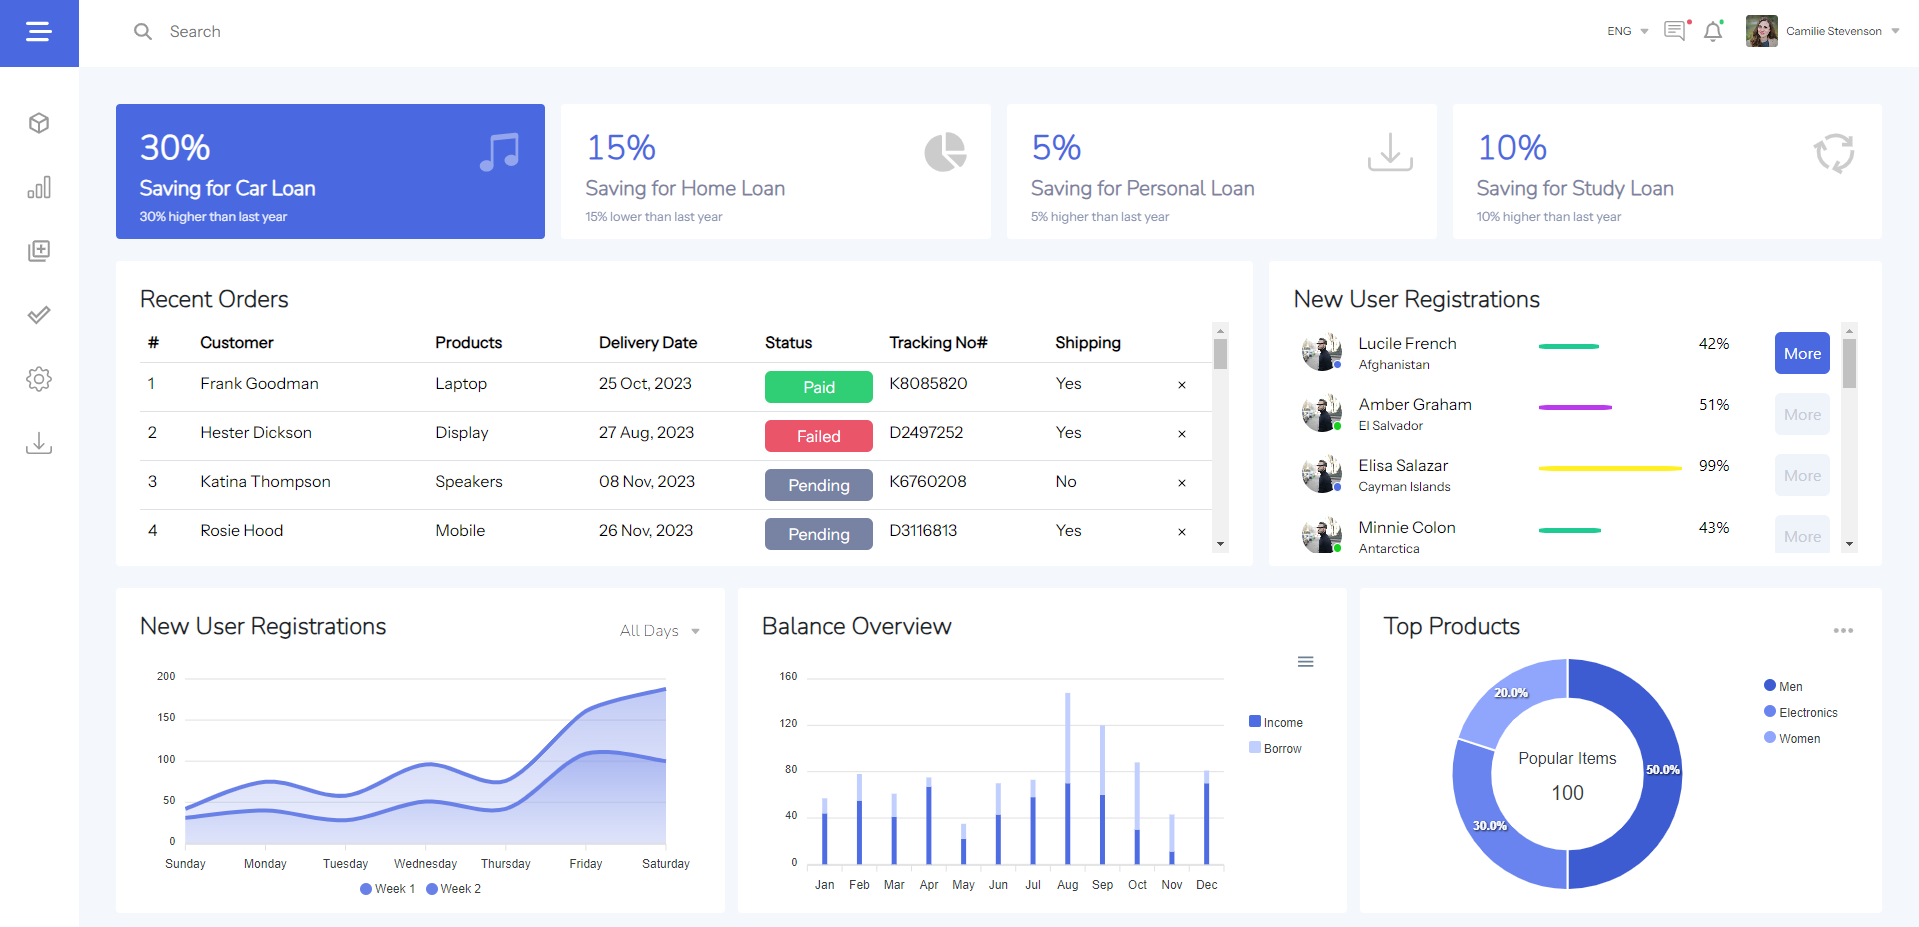 Search
ENG
Camilie Stevenson
30%
Saving for Car Loan
30% higher than last year
15%
Saving for Home Loan
15% lower than last year
5%
Saving for Personal Loan
5% higher than last year
10%
Saving for Study Loan
10% higher than last year
Recent Orders
# Customer Products Delivery Date Status Tracking No# Shipping
1 Frank Goodman Laptop 25 Oct, 2023 Paid K8085820 Yes ×
2 Hester Dickson Display 27 Aug, 2023 Failed D2497252 Yes ×
3 Katina Thompson Speakers 08 Nov, 2023 Pending K6760208 No ×
4 Rosie Hood Mobile 26 Nov, 2023 Pending D3116813 Yes ×
New User Registrations
Lucile French 42% More
Afghanistan
Amber Graham 51% More
El Salvador
Elisa Salazar 99% More
Cayman Islands
Minnie Colon 43% More
Antarctica
New User Registrations
All Days
200
150
100
50
0
Sunday Monday Tuesday Wednesday Thursday Friday Saturday
Week 1 Week 2
Balance Overview
160
120
80
40
0
Jan Feb Mar Apr May Jun Jul Aug Sep Oct Nov Dec
Income
Borrow
Top Products
20.0%
50.0%
30.0%
Popular Items
100
Men
Electronics
Women